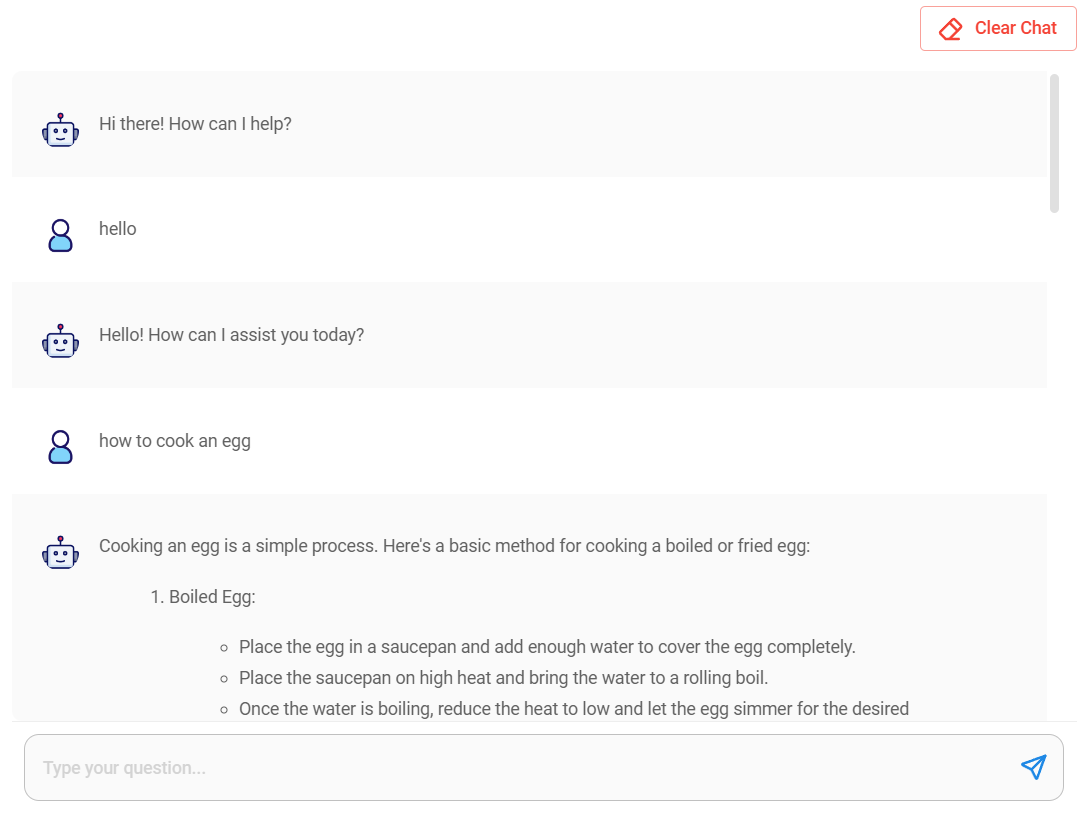 Clear Chat
Hi there! How can I help?
hello
Hello! How can I assist you today?
how to cook an egg
Cooking an egg is a simple process. Here's a basic method for cooking a boiled or fried egg:
1. Boiled Egg:
Place the egg in a saucepan and add enough water to cover the egg completely.
Place the saucepan on high heat and bring the water to a rolling boil.
Once the water is boiling, reduce the heat to low and let the egg simmer for the desired
Type your question...